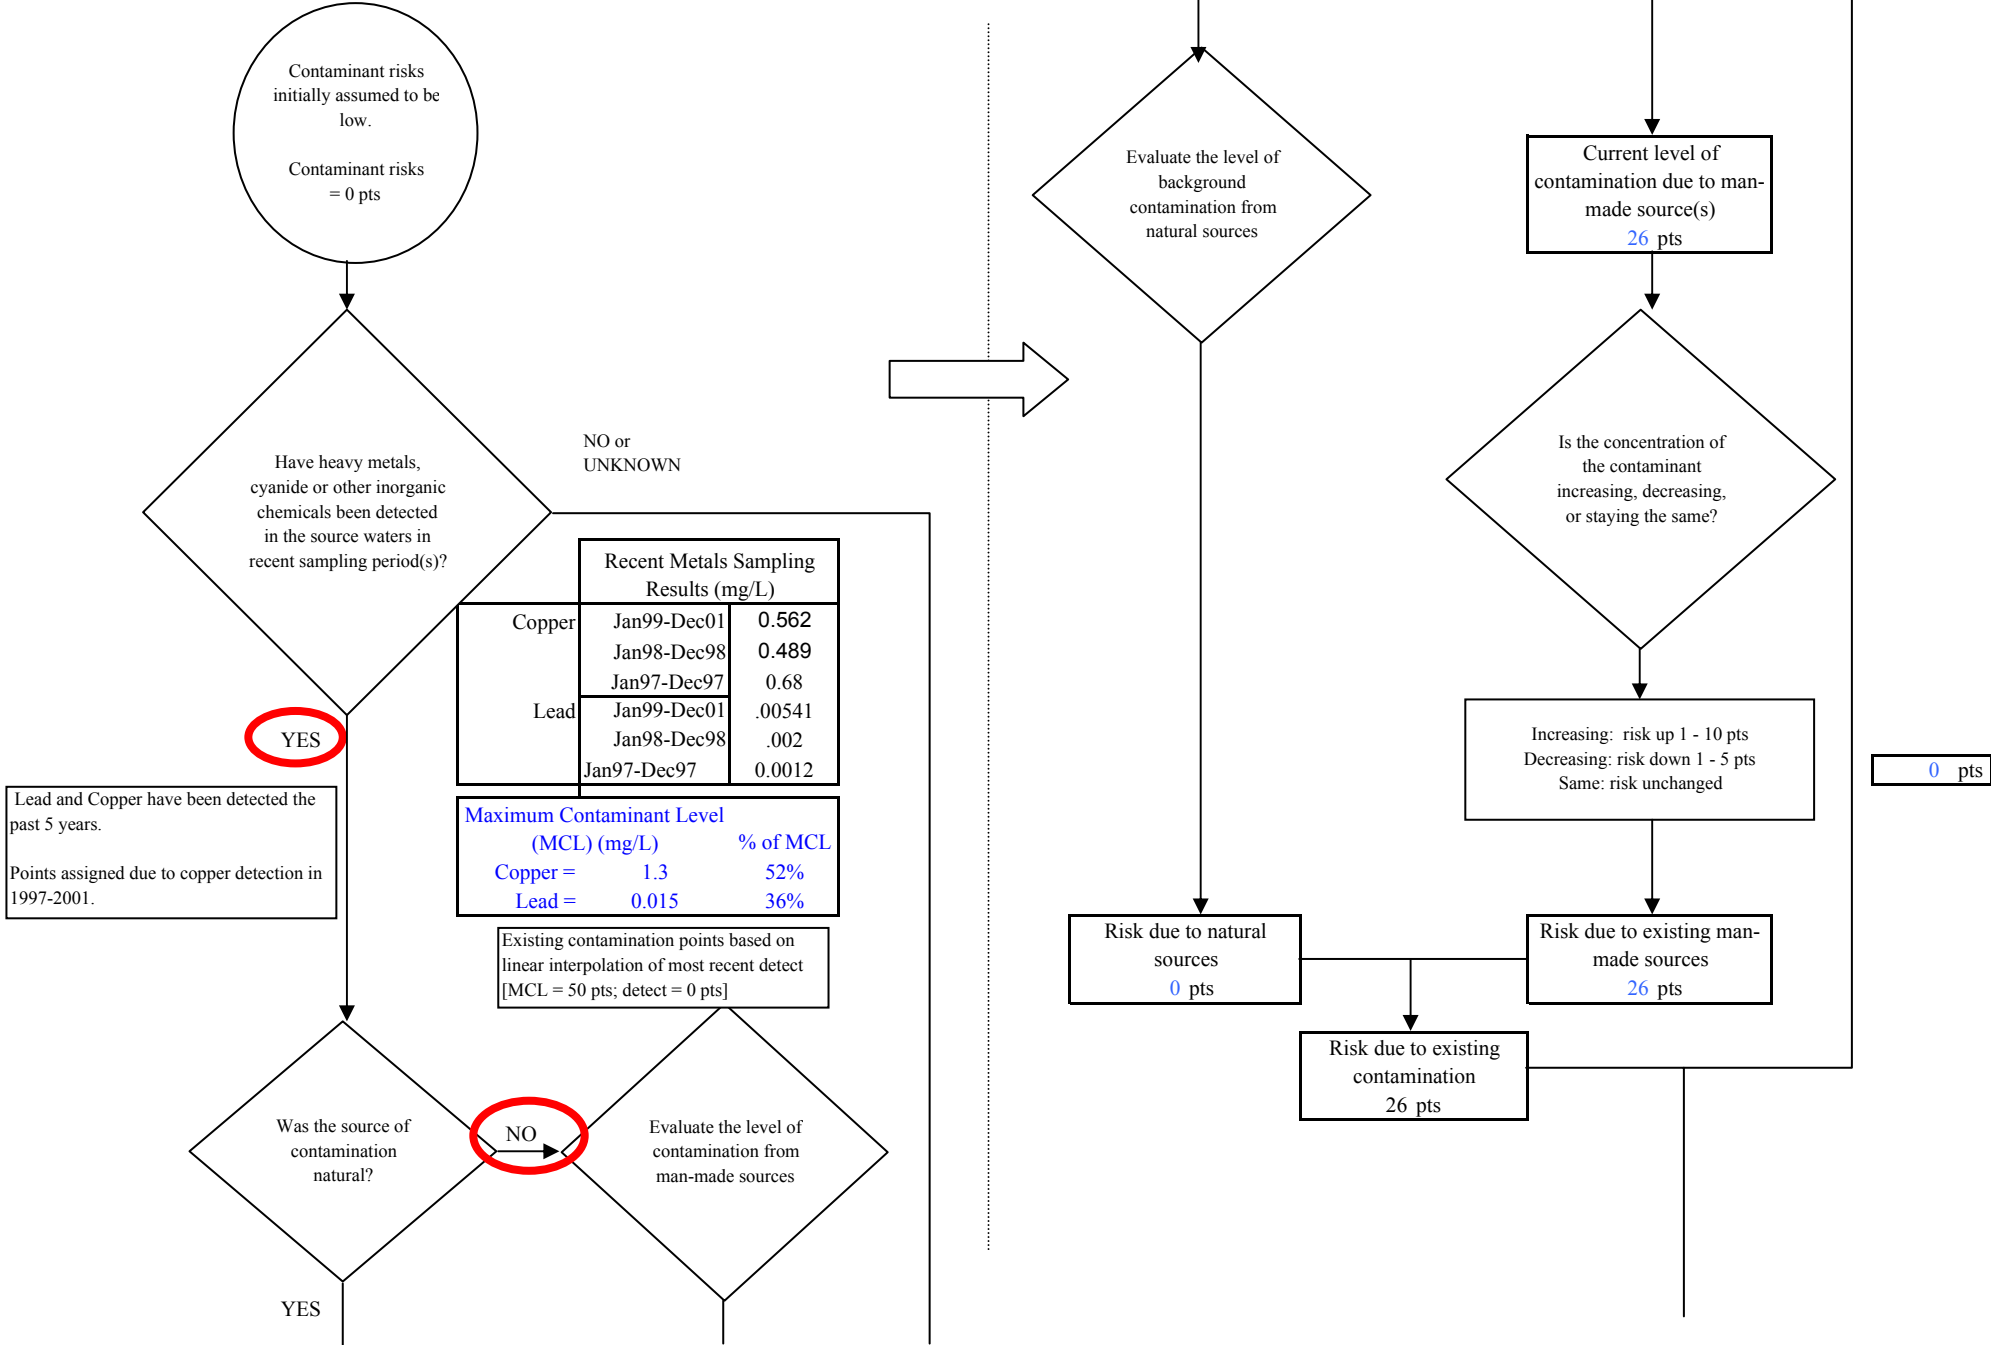 Contaminant risks
initially assumed to be
low.
Contaminant risks
= 0 pts
Have heavy metals,
cyanide or other inorganic
chemicals been detected
in the source waters in
recent sampling period(s)?
NO or
UNKNOWN
YES
Recent Metals Sampling
Results (mg/L)
Copper Jan99-Dec01 0.562
Jan98-Dec98 0.489
Jan97-Dec97 0.68
Lead Jan99-Dec01 .00541
Jan98-Dec98 .002
Jan97-Dec97 0.0012
Maximum Contaminant Level
(MCL) (mg/L) % of MCL
Copper = 1.3 52%
Lead = 0.015 36%
Lead and Copper have been detected the
past 5 years.
Points assigned due to copper detection in
1997-2001.
Existing contamination points based on
linear interpolation of most recent detect
[MCL = 50 pts; detect = 0 pts]
Was the source of
contamination
natural?
NO
Evaluate the level of
contamination from
man-made sources
YES
Evaluate the level of
background
contamination from
natural sources
Current level of
contamination due to man-
made source(s)
26 pts
Is the concentration of
the contaminant
increasing, decreasing,
or staying the same?
Increasing: risk up 1 - 10 pts
Decreasing: risk down 1 - 5 pts
Same: risk unchanged
0 pts
Risk due to natural
sources
0 pts
Risk due to existing man-
made sources
26 pts
Risk due to existing
contamination
26 pts